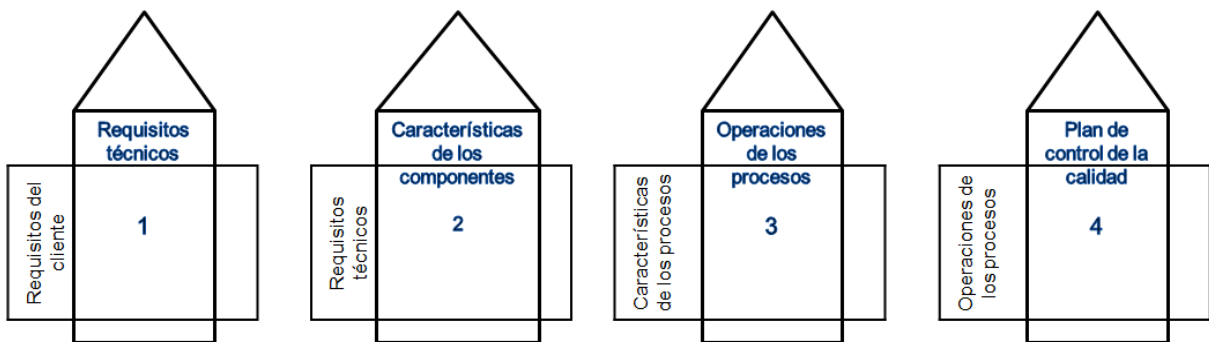 Requisitos
técnicos
Requisitos del
cliente
1
Características
de los
componentes
Requisitos
técnicos
2
Operaciones
de los
procesos
Características
de los procesos
3
Plan de
control de la
calidad
Operaciones de
los procesos
4